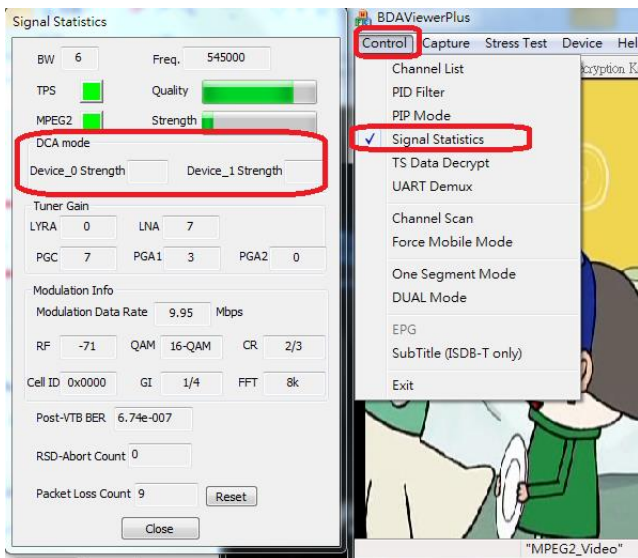 Signal Statistics
BW 6 Freq. 545000
TPS Quality
MPEG2 Strength
DCA mode
Device_0 Strength Device_1 Strength
Tuner Gain
LYRA 0 LNA 7
PGC 7 PGA1 3 PGA2 0
Modulation Info
Modulation Data Rate 9.95 Mbps
RF -71 QAM 16-QAM CR 2/3
Cell ID 0x0000 GI 1/4 FFT 8k
Post-VTB BER 6.74e-007
RSD-Abort Count 0
Packet Loss Count 9 Reset
Close
BDAViewerPlus
Control Capture Stress Test Device Hel
Channel List
PID Filter
PIP Mode
✓ Signal Statistics
TS Data Decrypt
UART Demux
Channel Scan
Force Mobile Mode
One Segment Mode
DUAL Mode
EPG
SubTitle (ISDB-T only)
Exit
"MPEG2_Video"